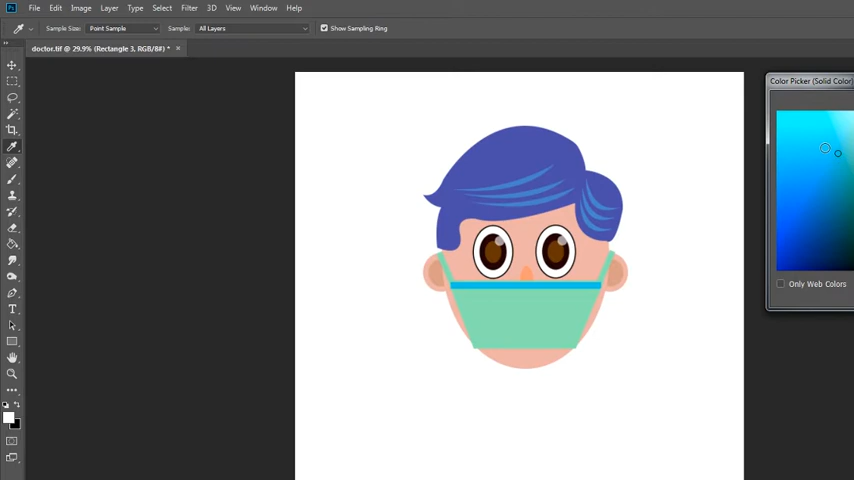 Ps File Edit Image Layer Type Select Filter 3D View Window Help
Sample Size: Point Sample Sample: All Layers Show Sampling Ring
doctor.tif @ 29.9% (Rectangle 3, RGB/8#) * ×
Color Picker (Solid Color)
Only Web Colors
T